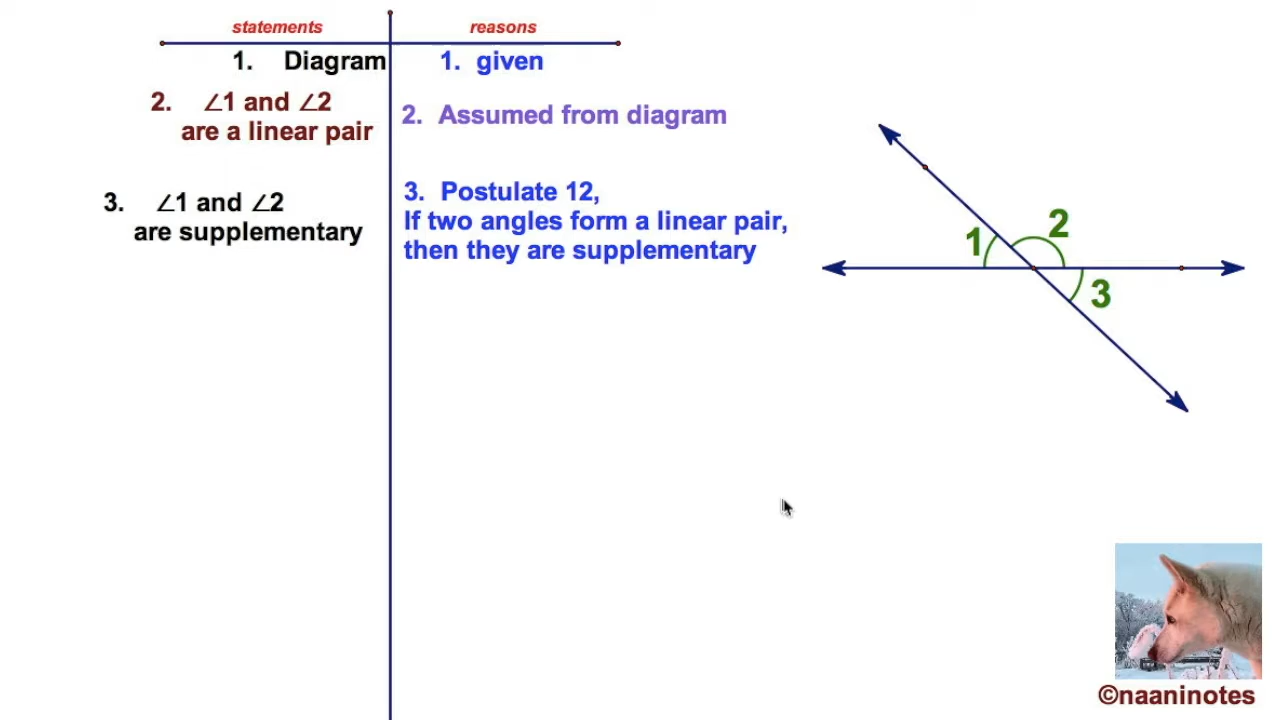 statements
reasons
1. Diagram
1. given
2. ∠1 and ∠2
are a linear pair
2. Assumed from diagram
3. ∠1 and ∠2
are supplementary
3. Postulate 12,
If two angles form a linear pair,
then they are supplementary
1
2
3
©naaninotes